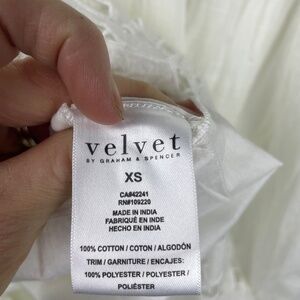 velvet
BY GRAHAM & SPENCER
XS
CA#42241
RN#109220
MADE IN INDIA
FABRIQUÉ EN INDE
HECHO EN INDIA
100% COTTON / COTON / ALGODÓN
TRIM / GARNITURE / ENCAJES:
100% POLYESTER / POLYESTER /
POLIÉSTER